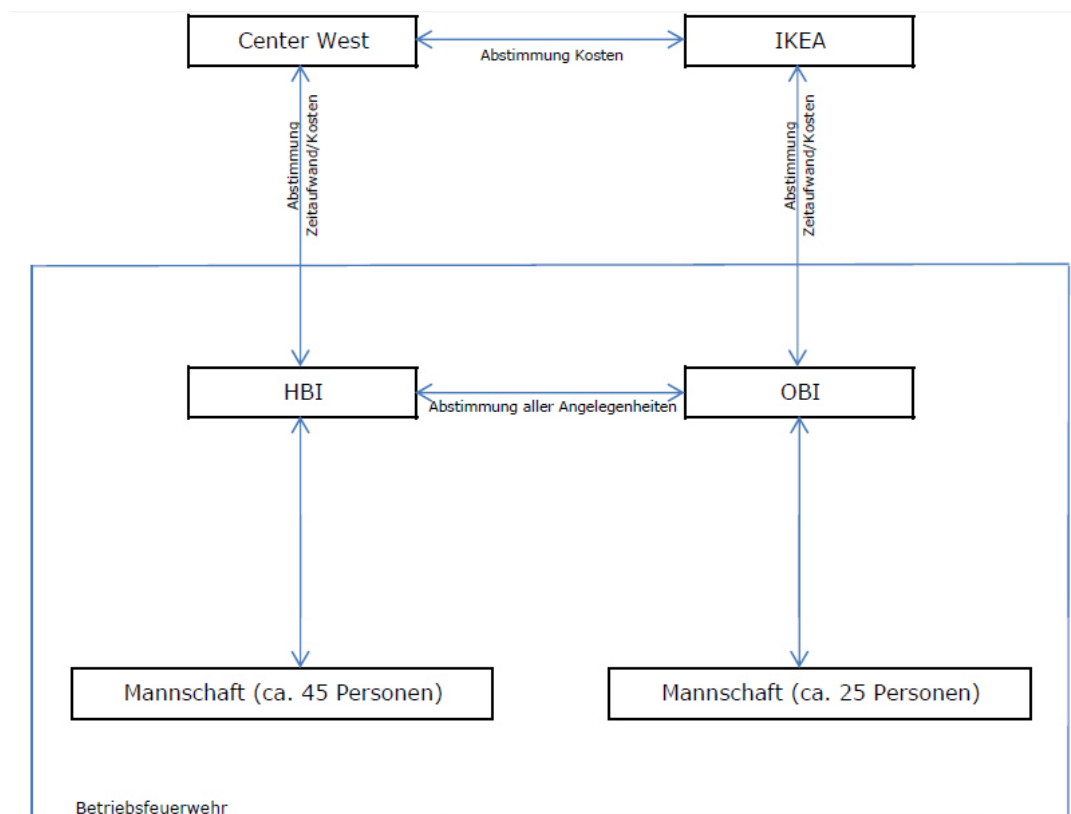 Center West
Abstimmung Kosten
IKEA
Abstimmung
Zeitaufwand/Kosten
Abstimmung
Zeitaufwand/Kosten
HBI
Abstimmung aller Angelegenheiten
OBI
Mannschaft (ca. 45 Personen)
Mannschaft (ca. 25 Personen)
Betriebsfeuerwehr